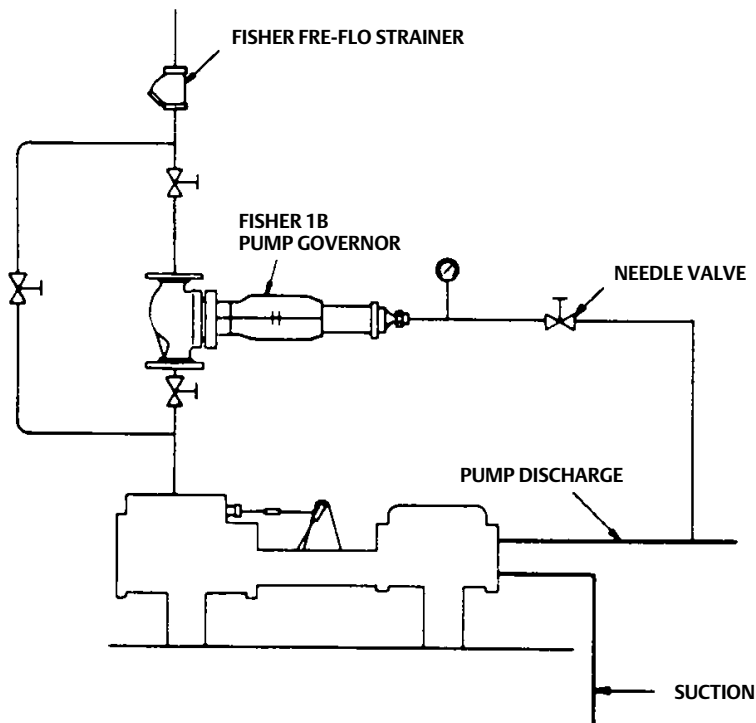 FISHER FRE-FLO STRAINER
FISHER 1B
PUMP GOVERNOR
NEEDLE VALVE
PUMP DISCHARGE
SUCTION